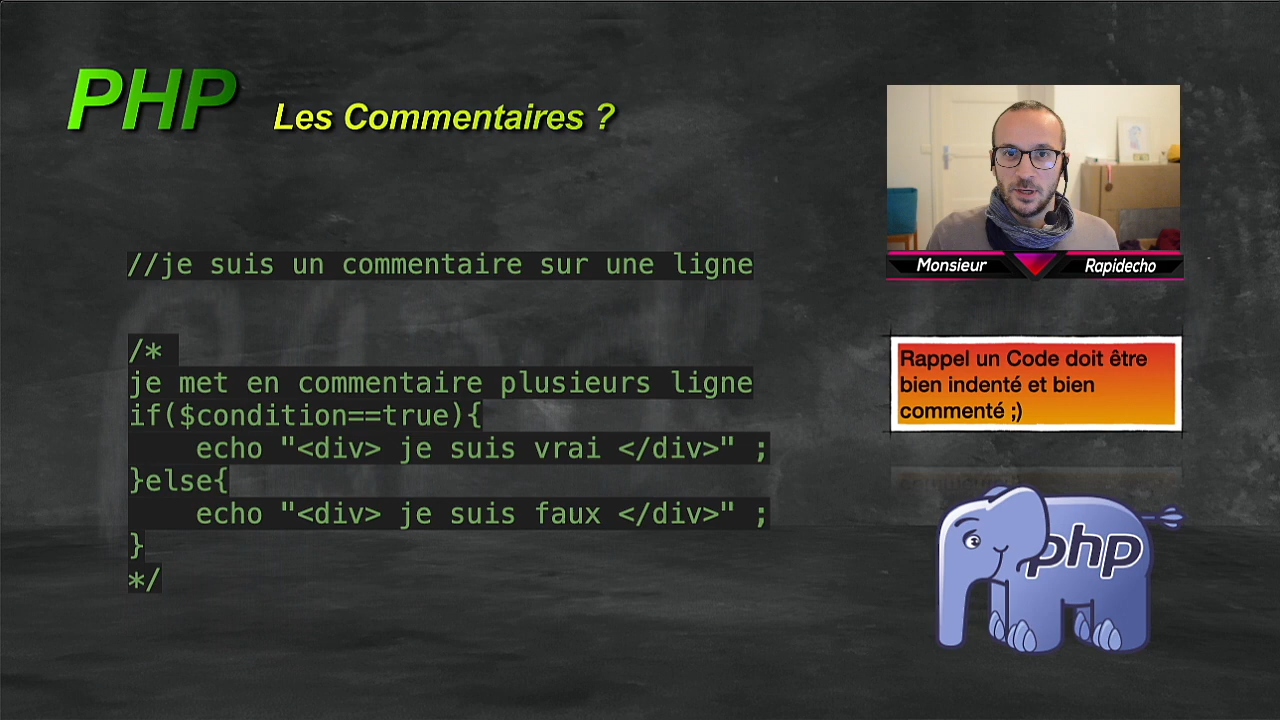 PHP
Les Commentaires ?
//je suis un commentaire sur une ligne
/*
je met en commentaire plusieurs ligne
if($condition==true){
    echo "<div> je suis vrai </div>" ;
}else{
    echo "<div> je suis faux </div>" ;
}
*/
Monsieur Rapidecho
Rappel un Code doit être
bien indenté et bien
commenté ;)
php